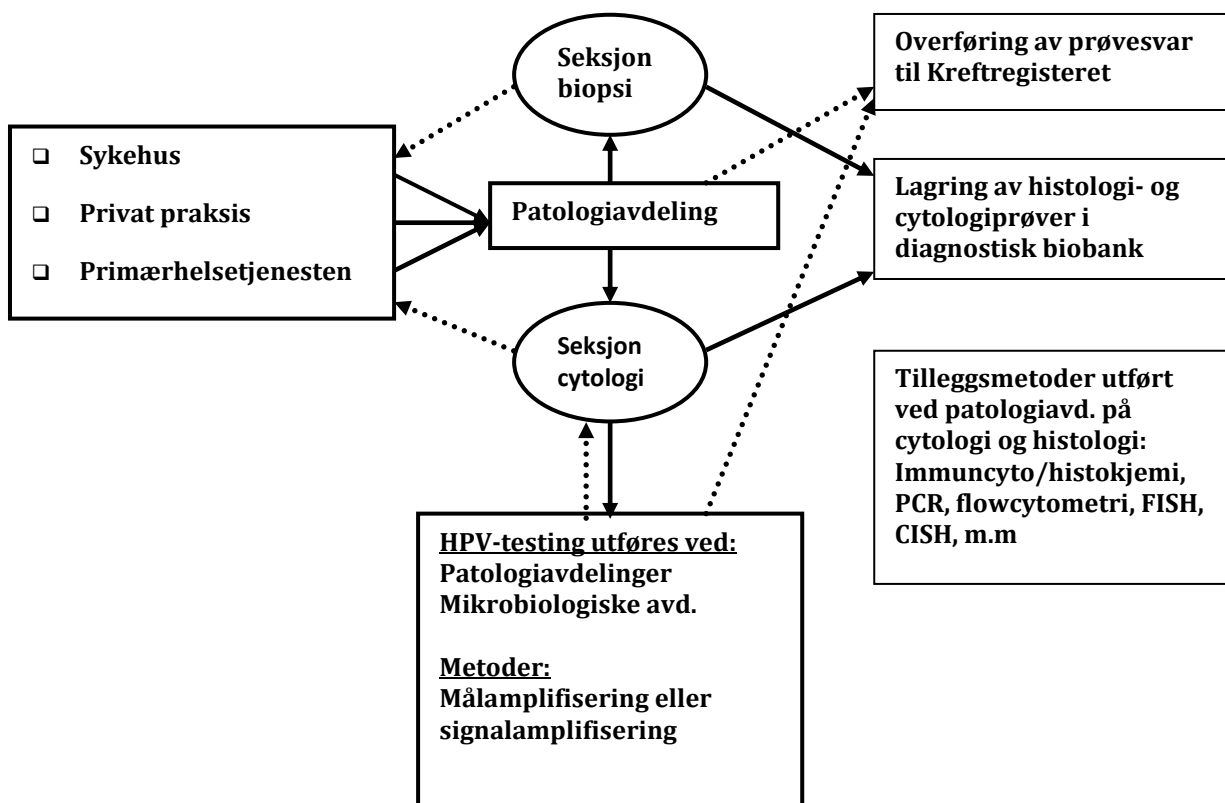 Sykehus
Privat praksis
Primærhelsetjenesten
Seksjon
biopsi
Patologiavdeling
Seksjon
cytologi
HPV-testing utføres ved:
Patologiavdelinger
Mikrobiologiske avd.
Metoder:
Målamplifisering eller
signalamplifisering
Overføring av prøvesvar
til Kreftregisteret
Lagring av histologi- og
cytologiprøver i
diagnostisk biobank
Tilleggsmetoder utført
ved patologiavd. på
cytologi og histologi:
Immuncyto/histokjemi,
PCR, flowcytometri, FISH,
CISH, m.m